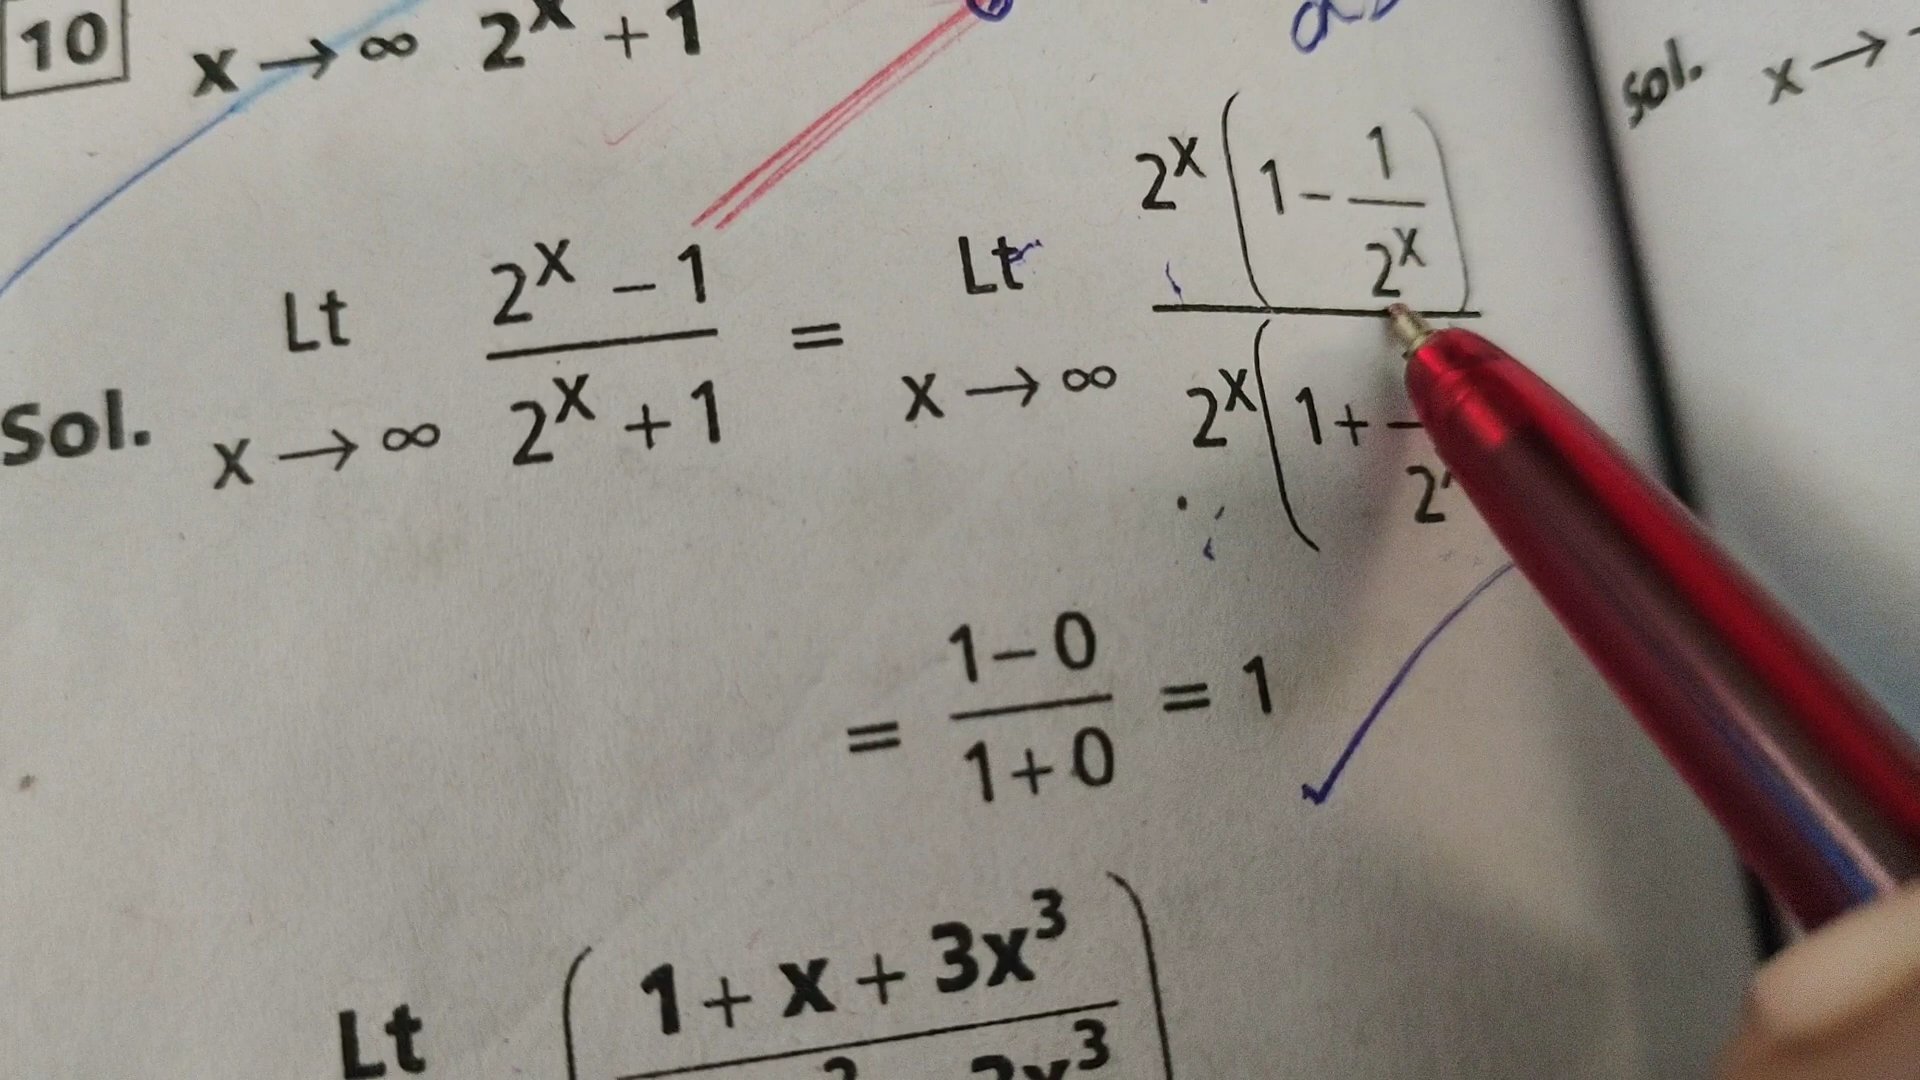 10 x → ∞ 2^x + 1
Lt 2^x − 1 = Lt 2^x (1 − 1/2^x)
Sol. x → ∞ 2^x + 1 x → ∞ 2^x (1 + 2
= 1 − 0 / 1 + 0 = 1
Lt ( 1 + x + 3x^3 )
sol. x →